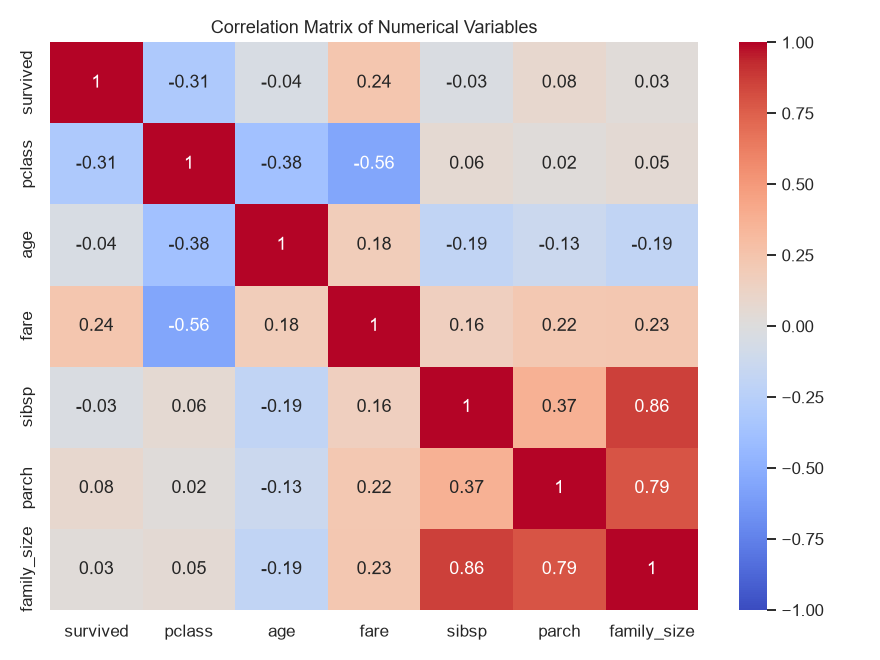 Correlation Matrix of Numerical Variables
survived 1 -0.31 -0.04 0.24 -0.03 0.08 0.03
pclass -0.31 1 -0.38 -0.56 0.06 0.02 0.05
age -0.04 -0.38 1 0.18 -0.19 -0.13 -0.19
fare 0.24 -0.56 0.18 1 0.16 0.22 0.23
sibsp -0.03 0.06 -0.19 0.16 1 0.37 0.86
parch 0.08 0.02 -0.13 0.22 0.37 1 0.79
family_size 0.03 0.05 -0.19 0.23 0.86 0.79 1
survived pclass age fare sibsp parch family_size
1.00
0.75
0.50
0.25
0.00
−0.25
−0.50
−0.75
−1.00